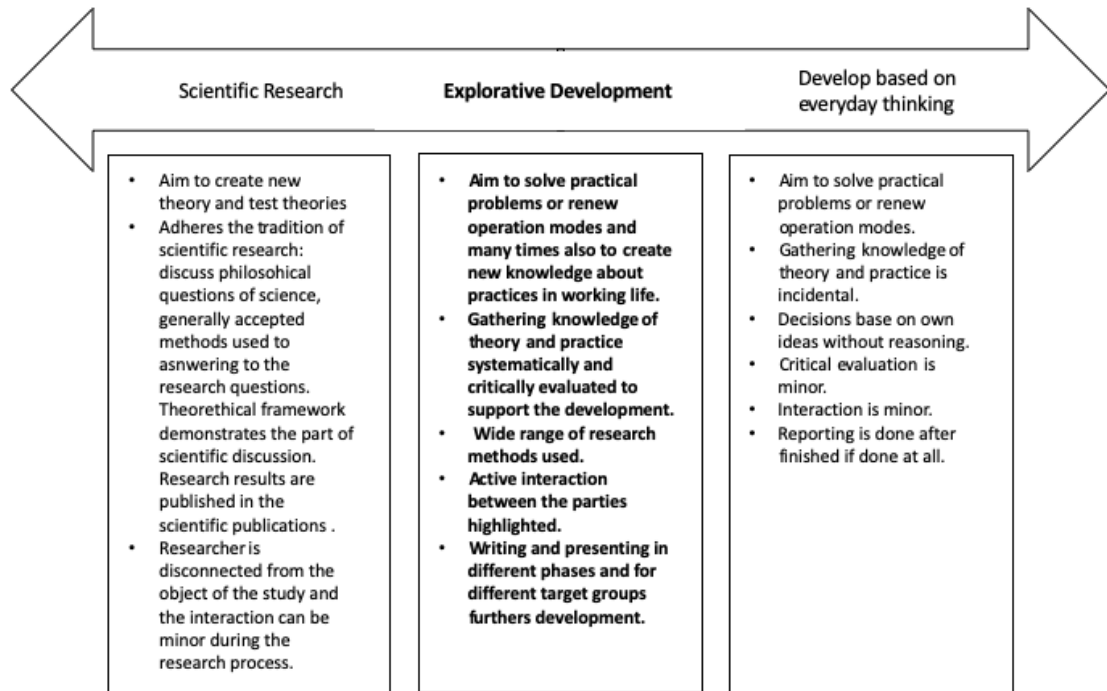 Scientific Research
Explorative Development
Develop based on
everyday thinking
• Aim to create new
theory and test theories
• Adheres the tradition of
scientific research:
discuss philosohical
questions of science,
generally accepted
methods used to
asnwering to the
research questions.
Theorethical framework
demonstrates the part of
scientific discussion.
Research results are
published in the
scientific publications .
• Researcher is
disconnected from the
object of the study and
the interaction can be
minor during the
research process.
• Aim to solve practical
problems or renew
operation modes and
many times also to create
new knowledge about
practices in working life.
• Gathering knowledge of
theory and practice
systematically and
critically evaluated to
support the development.
• Wide range of research
methods used.
• Active interaction
between the parties
highlighted.
• Writing and presenting in
different phases and for
different target groups
furthers development.
• Aim to solve practical
problems or renew
operation modes.
• Gathering knowledge of
theory and practice is
incidental.
• Decisions base on own
ideas without reasoning.
• Critical evaluation is
minor.
• Interaction is minor.
• Reporting is done after
finished if done at all.